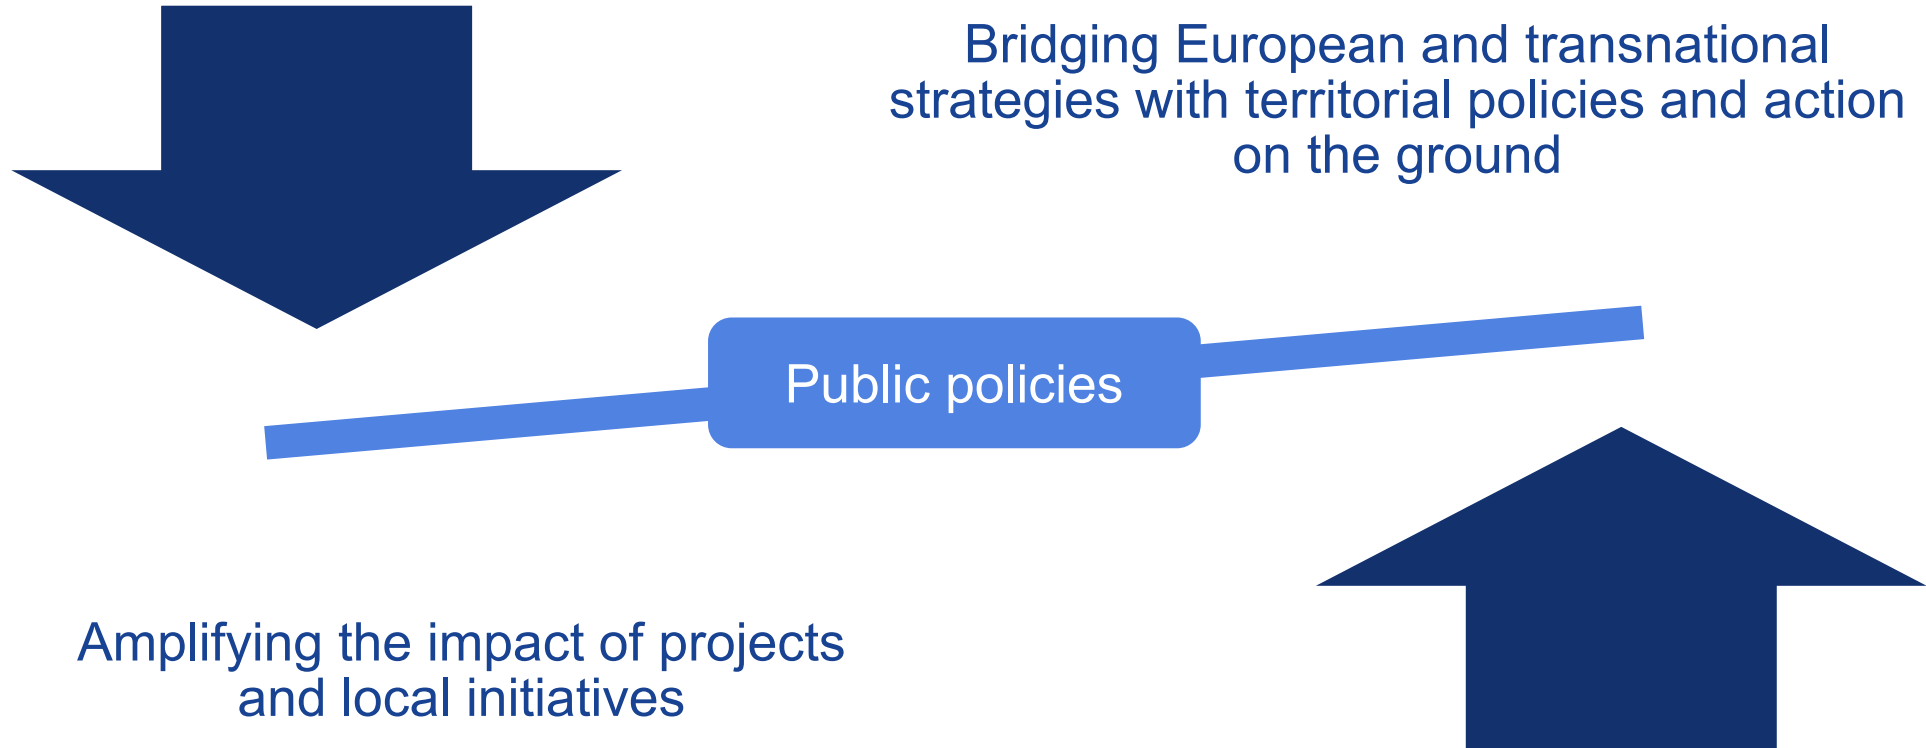 Bridging European and transnational
strategies with territorial policies and action
on the ground
Public policies
Amplifying the impact of projects
and local initiatives